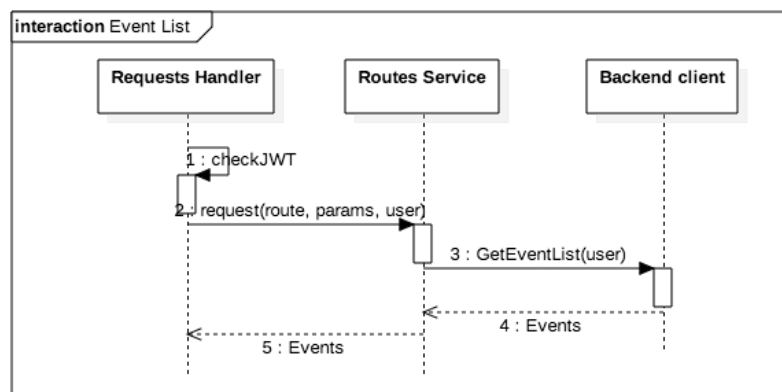 interaction Event List
Requests Handler
Routes Service
Backend client
1 : checkJWT
2 : request(route, params, user)
3 : GetEventList(user)
4 : Events
5 : Events